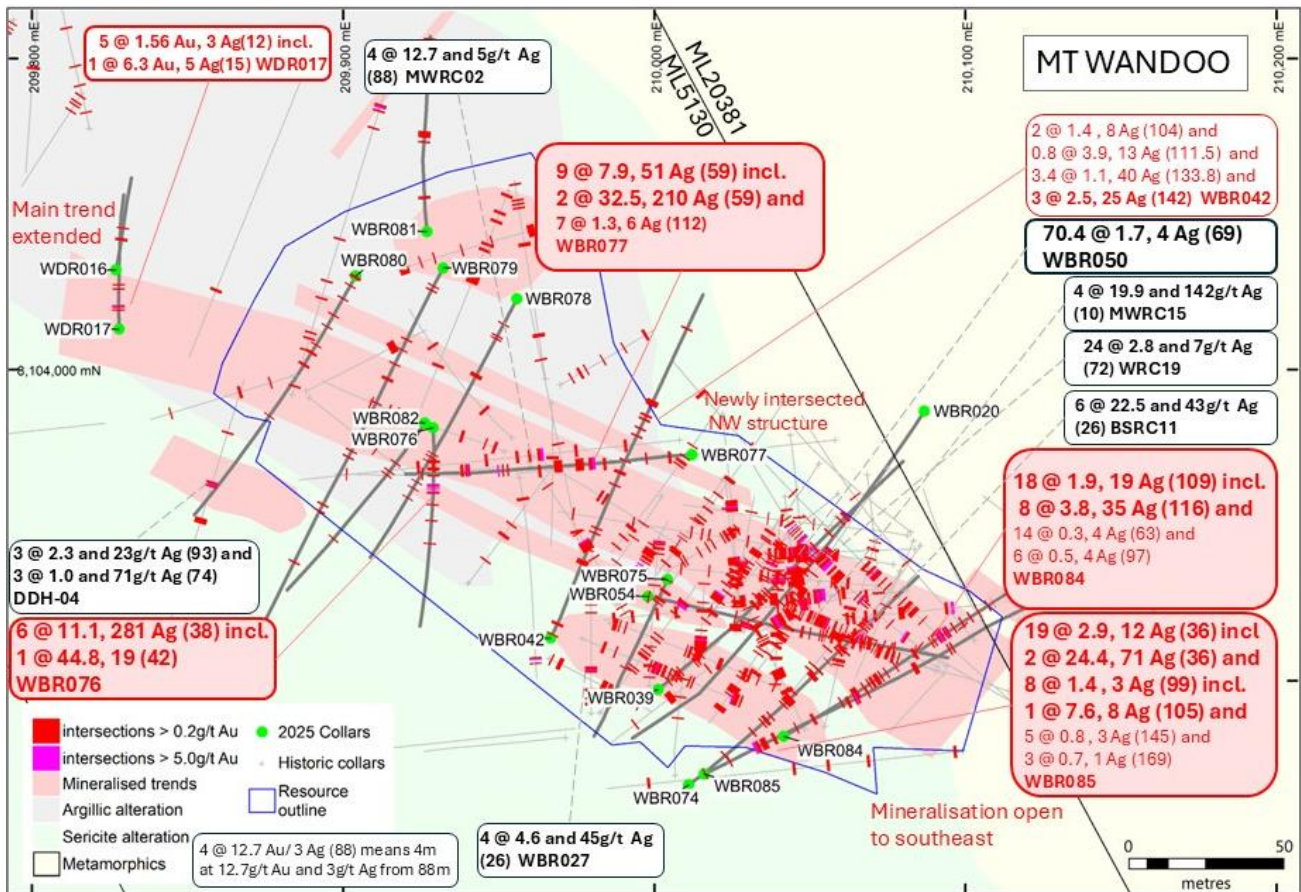 209,800 mE
209,900 mE
210,000 mE
210,100 mE
210,200 mE
5 @ 1.56 Au, 3 Ag(12) incl.
1 @ 6.3 Au, 5 Ag(15) WDR017
4 @ 12.7 and 5g/t Ag
(88) MWRC02
ML20381
ML5130
MT WANDOO
2 @ 1.4 , 8 Ag (104) and
0.8 @ 3.9, 13 Ag (111.5) and
3.4 @ 1.1, 40 Ag (133.8) and
3 @ 2.5, 25 Ag (142) WBR042
9 @ 7.9, 51 Ag (59) incl.
2 @ 32.5, 210 Ag (59) and
7 @ 1.3, 6 Ag (112)
WBR077
70.4 @ 1.7, 4 Ag (69)
WBR050
4 @ 19.9 and 142g/t Ag
(10) MWRC15
24 @ 2.8 and 7g/t Ag
(72) WRC19
6 @ 22.5 and 43g/t Ag
(26) BSRC11
Main trend
extended
WDR016
WDR017
WBR081
WBR080
WBR079
WBR078
8,104,000 mN
WBR082
WBR076
Newly intersected
NW structure
WBR020
WBR077
18 @ 1.9, 19 Ag (109) incl.
8 @ 3.8, 35 Ag (116) and
14 @ 0.3, 4 Ag (63) and
6 @ 0.5, 4 Ag (97)
WBR084
3 @ 2.3 and 23g/t Ag (93) and
3 @ 1.0 and 71g/t Ag (74)
DDH-04
WBR075
WBR054
WBR042
WBR039
6 @ 11.1, 281 Ag (38) incl.
1 @ 44.8, 19 (42)
WBR076
19 @ 2.9, 12 Ag (36) incl
2 @ 24.4, 71 Ag (36) and
8 @ 1.4, 3 Ag (99) incl.
1 @ 7.6, 8 Ag (105) and
5 @ 0.8, 3 Ag (145) and
3 @ 0.7, 1 Ag (169)
WBR085
WBR084
WBR085
WBR074
Mineralisation open
to southeast
intersections > 0.2g/t Au
intersections > 5.0g/t Au
Mineralised trends
Argillic alteration
Sericite alteration
Metamorphics
2025 Collars
Historic collars
Resource
outline
4 @ 12.7 Au/ 3 Ag (88) means 4m
at 12.7g/t Au and 3g/t Ag from 88m
4 @ 4.6 and 45g/t Ag
(26) WBR027
0
50
metres